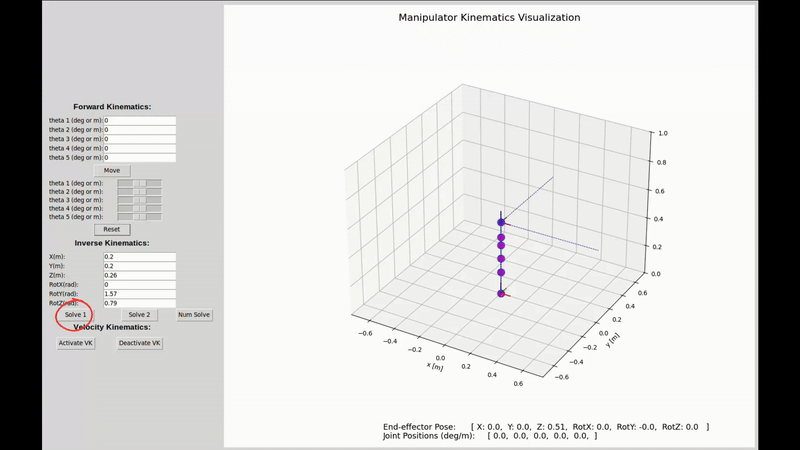 Manipulator Kinematics Visualization
Forward Kinematics:
theta 1 (deg or m): 0
theta 2 (deg or m): 0
theta 3 (deg or m): 0
theta 4 (deg or m): 0
theta 5 (deg or m): 0
Move
theta 1 (deg or m):
theta 2 (deg or m):
theta 3 (deg or m):
theta 4 (deg or m):
theta 5 (deg or m):
Reset
Inverse Kinematics:
X(m): 0.2
Y(m): 0.2
Z(m): 0.26
RotX(rad): 0
RotY(rad): 1.57
RotZ(rad): 0.79
Solve 1 Solve 2 Num Solve
Velocity Kinematics:
Activate VK Deactivate VK
1.0
0.8
0.6
0.4
0.2
0.0
−0.6 −0.4 −0.2 0.0 0.2 0.4 0.6
x [m]
−0.6 −0.4 −0.2 0.0 0.2 0.4 0.6
y [m]
End-effector Pose: [ X: 0.0, Y: 0.0, Z: 0.51, RotX: 0.0, RotY: -0.0, RotZ: 0.0 ]
Joint Positions (deg/m): [ 0.0, 0.0, 0.0, 0.0, 0.0, ]